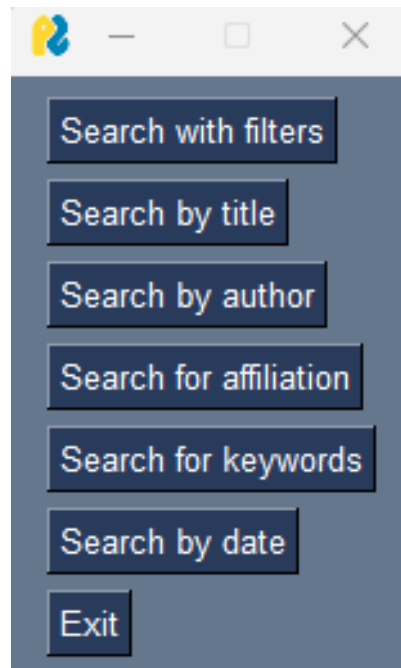 Search with filters
Search by title
Search by author
Search for affiliation
Search for keywords
Search by date
Exit